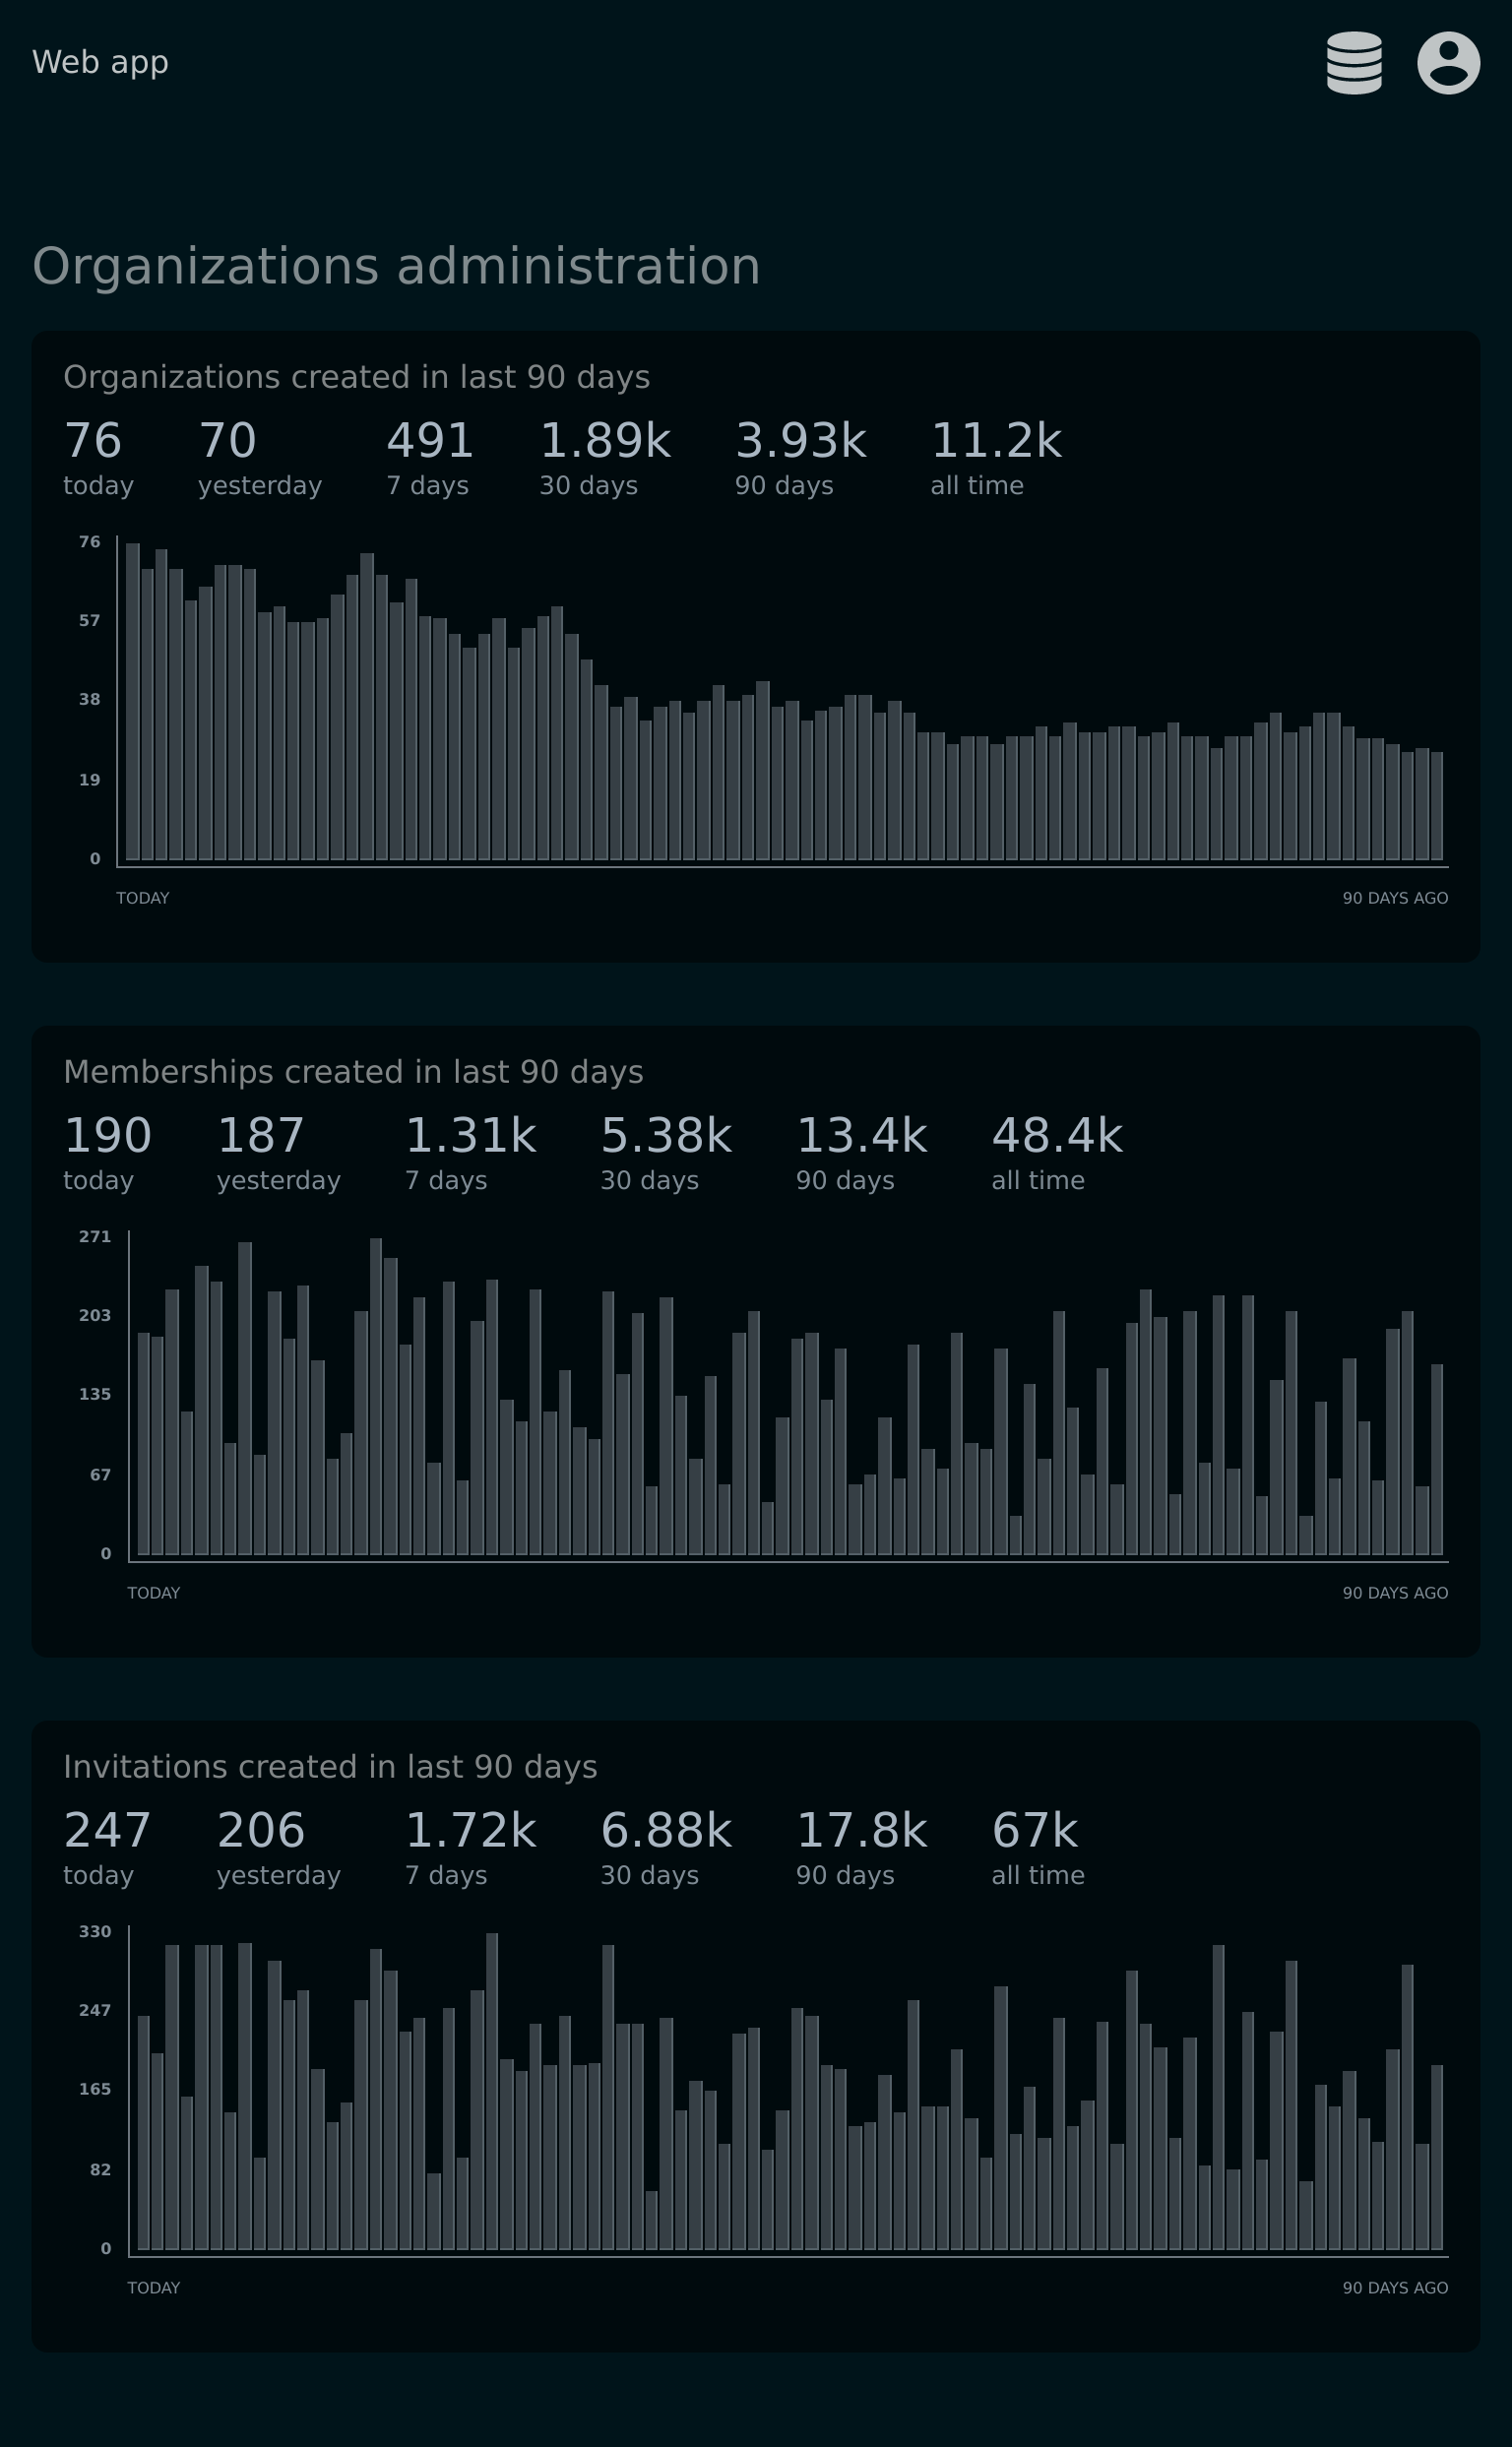 Web app
Organizations administration
Organizations created in last 90 days
76 70 491 1.89k 3.93k 11.2k
today yesterday 7 days 30 days 90 days all time
76
57
38
19
0
TODAY 90 DAYS AGO
Memberships created in last 90 days
190 187 1.31k 5.38k 13.4k 48.4k
today yesterday 7 days 30 days 90 days all time
271
203
135
67
0
TODAY 90 DAYS AGO
Invitations created in last 90 days
247 206 1.72k 6.88k 17.8k 67k
today yesterday 7 days 30 days 90 days all time
330
247
165
82
0
TODAY 90 DAYS AGO